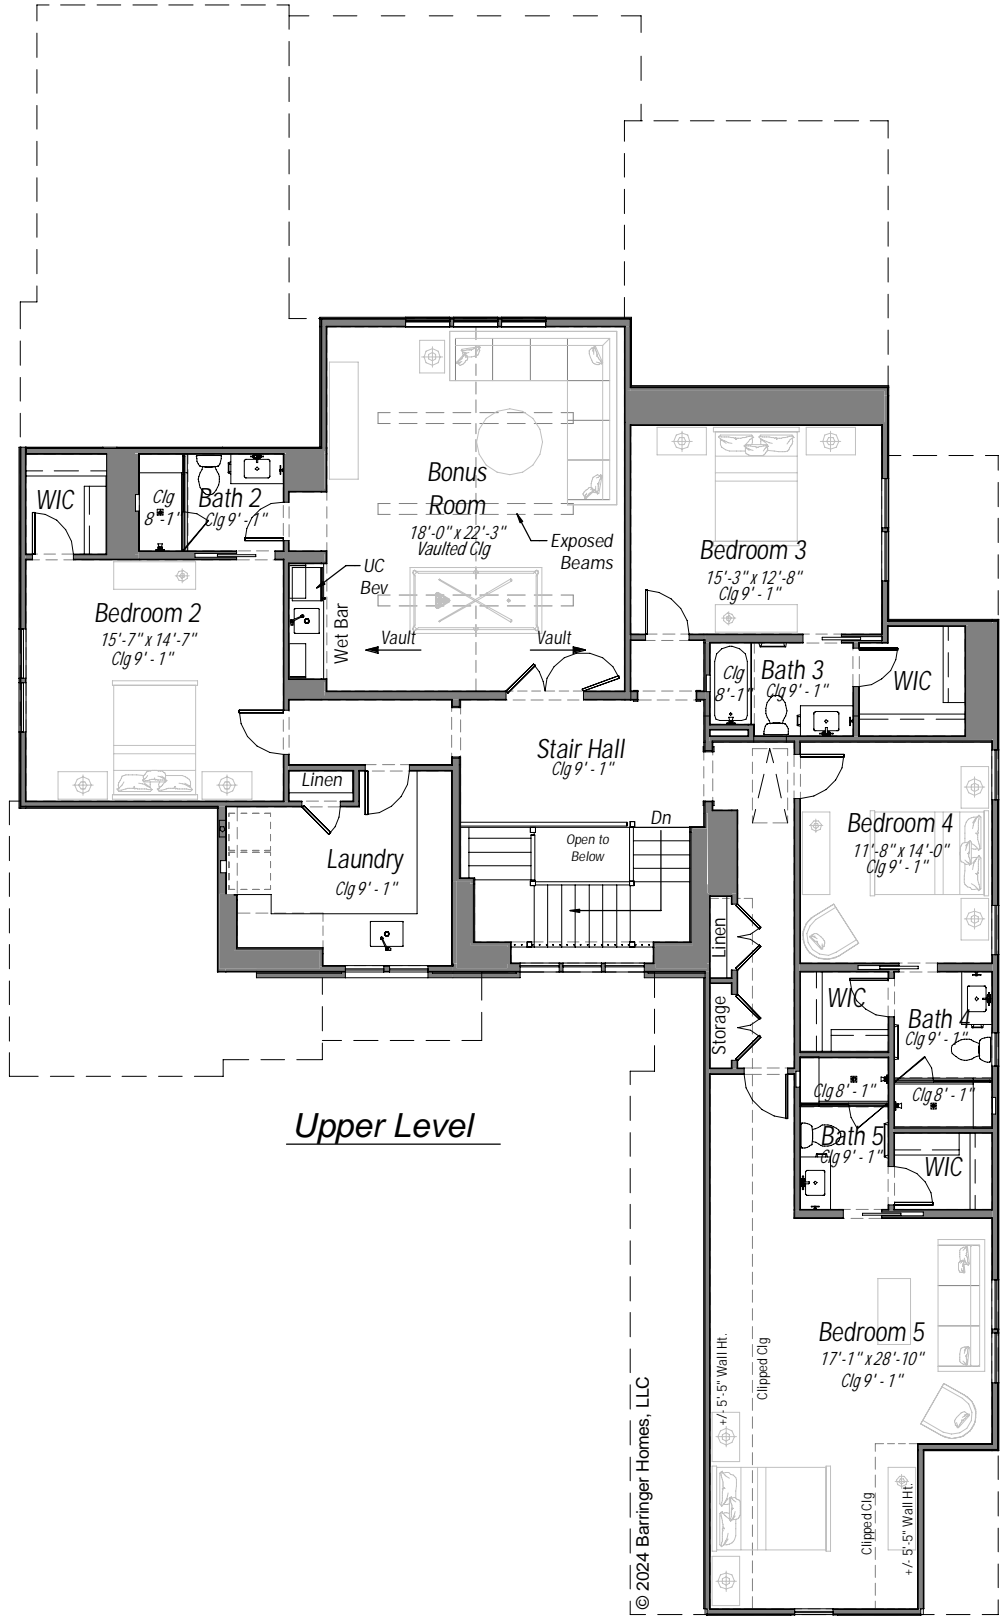 WIC
Clg
8'-1"
Bath 2
Clg 9'-1"
Bonus
Room
18'-0" x 22'-3"
Vaulted Clg
Exposed
Beams
UC
Bev
Wet Bar
Vault
Vault
Bedroom 2
15'-7" x 14'-7"
Clg 9'-1"
Bedroom 3
15'-3" x 12'-8"
Clg 9'-1"
Clg
8'-1"
Bath 3
Clg 9'-1"
WIC
Stair Hall
Clg 9'-1"
Linen
Laundry
Clg 9'-1"
Dn
Open to
Below
Bedroom 4
11'-8" x 14'-0"
Clg 9'-1"
Linen
Storage
WIC
Bath 4
Clg 9'-1"
Clg 8'-1"
Clg 8'-1"
Bath 5
Clg 9'-1"
WIC
Upper Level
Bedroom 5
17'-1" x 28'-10"
Clg 9'-1"
+/- 5'-5" Wall Ht.
Clipped Clg
Clipped Clg
+/- 5'-5" Wall Ht.
© 2024 Barringer Homes, LLC